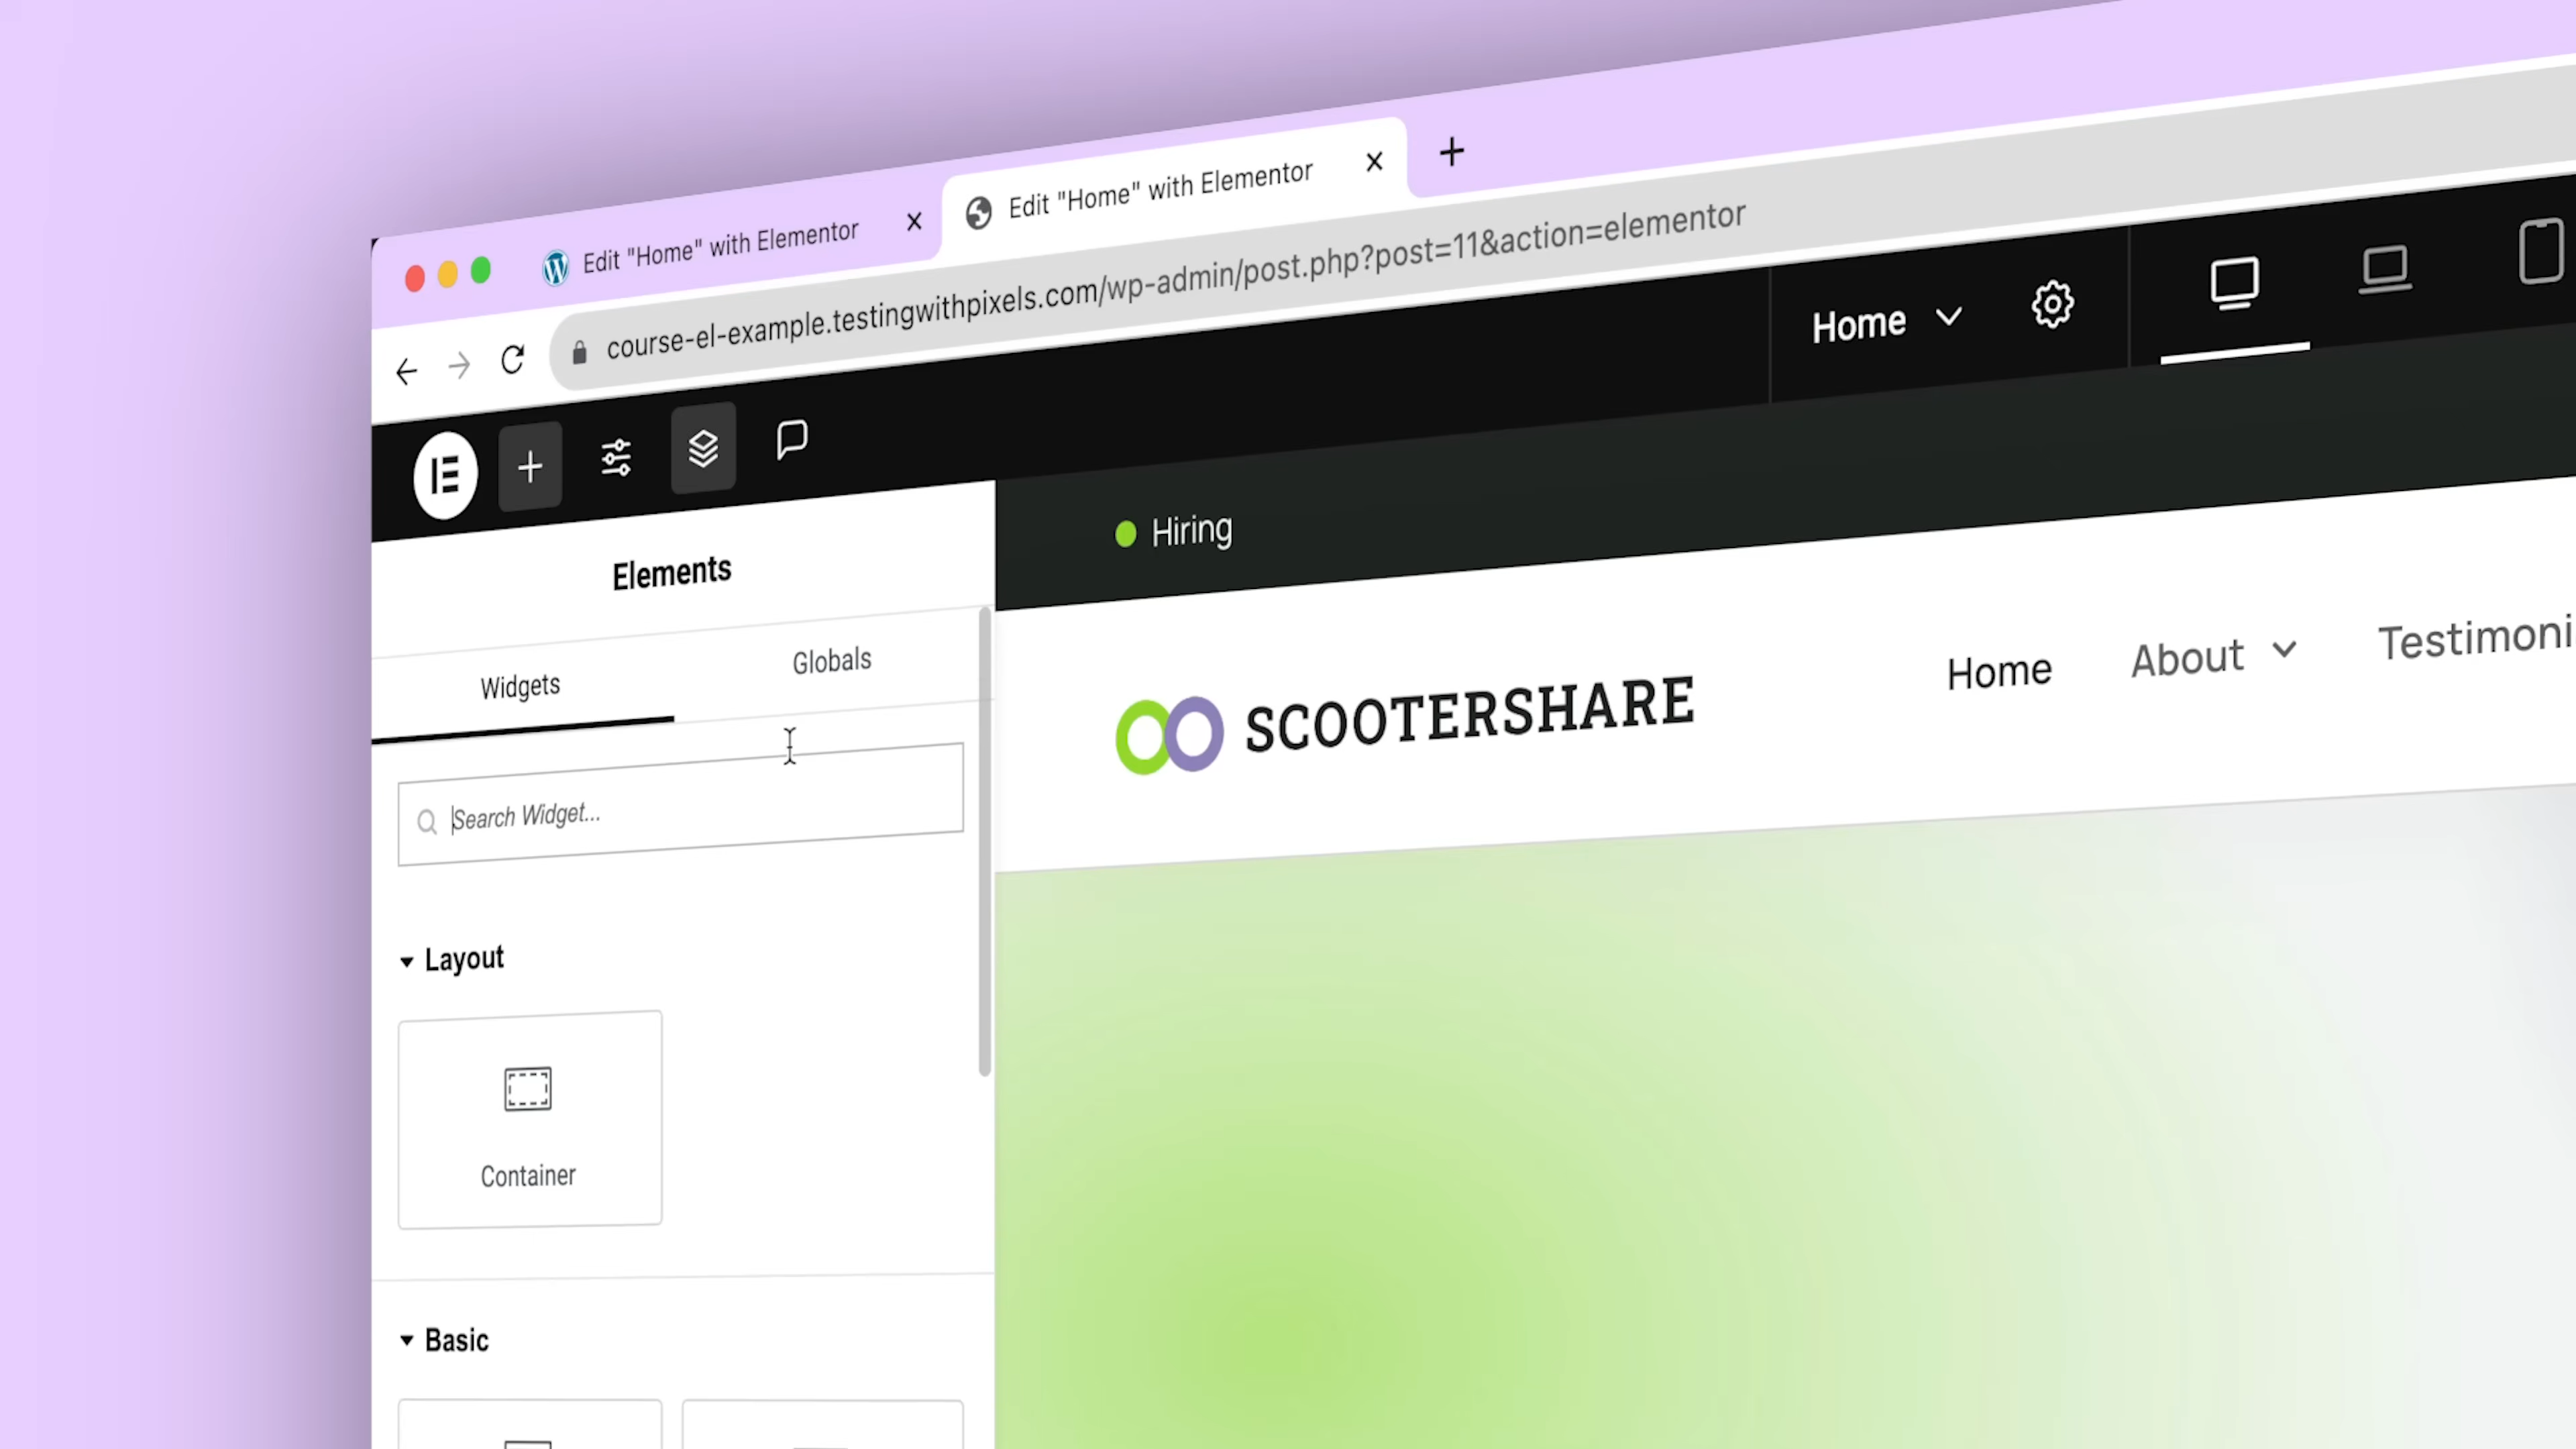 Edit "Home" with Elementor
Edit "Home" with Elementor
course-el-example.testingwithpixels.com/wp-admin/post.php?post=11&action=elementor
Home
Elements
Widgets
Globals
Search Widget...
Layout
Container
Basic
Hiring
SCOOTERSHARE
Home
About
Testimoni